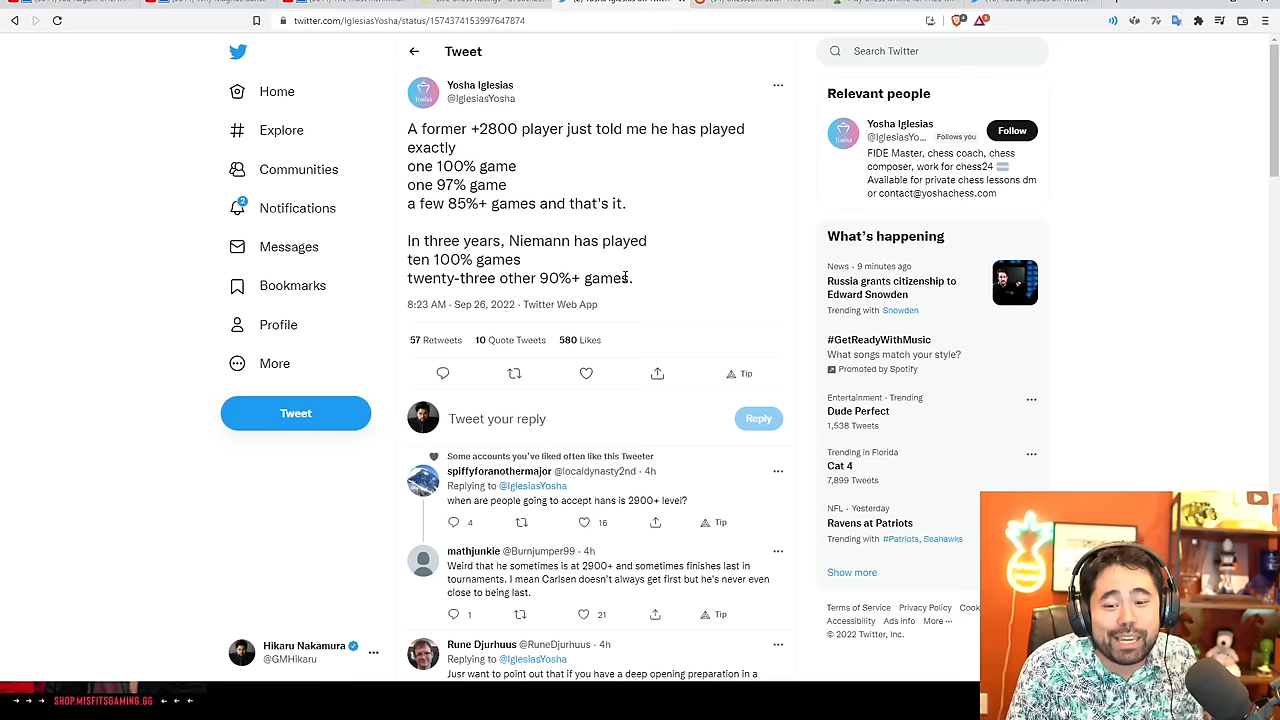 twitter.com/IglesiasYosha/status/1574374153997647874
Home
Explore
Communities
2
Notifications
Messages
Bookmarks
Profile
More
Tweet
Hikaru Nakamura
@GMHikaru
Tweet
Yosha Iglesias
@IglesiasYosha
A former +2800 player just told me he has played
exactly
one 100% game
one 97% game
a few 85%+ games and that's it.
In three years, Niemann has played
ten 100% games
twenty-three other 90%+ games.
8:23 AM · Sep 26, 2022 · Twitter Web App
57 Retweets 10 Quote Tweets 580 Likes
Tip
Tweet your reply
Reply
Some accounts you've liked often like this Tweeter
spiffyforanothermajor @localdynasty2nd · 4h
Replying to @IglesiasYosha
when are people going to accept hans is 2900+ level?
4 16 Tip
mathjunkie @Burnjumper99 · 4h
Replying to @IglesiasYosha
Weird that he sometimes is at 2900+ and sometimes finishes last in
tournaments. I mean Carlsen doesn't always get first but he's never even
close to being last.
1 21 Tip
Rune Djurhuus @RuneDjurhuus · 4h
Replying to @IglesiasYosha
Jusr want to point out that if you have a deep opening preparation in a
Search Twitter
Relevant people
Yosha Iglesias
@IglesiasYo... Follows you
Follow
FIDE Master, chess coach, chess
composer, work for chess24
Available for private chess lessons dm
or contact@yoshachess.com
What's happening
News · 9 minutes ago
Russia grants citizenship to
Edward Snowden
Trending with Snowden
#GetReadyWithMusic
What songs match your style?
Promoted by Spotify
Entertainment · Trending
Dude Perfect
1,538 Tweets
Trending in Florida
Cat 4
7,899 Tweets
NFL · Yesterday
Ravens at Patriots
Trending with #Patriots, Seahawks
Show more
Terms of Service Privacy Policy Cook
Accessibility Ads info More ···
© 2022 Twitter, Inc.
SHOP.MISFITSGAMING.GG